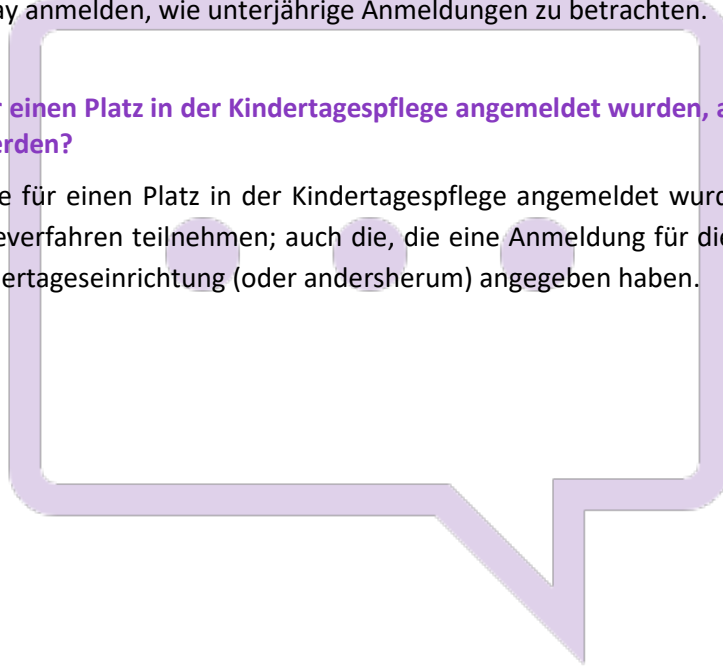 ay anmelden, wie unterjährige Anmeldungen zu betrachten.
r einen Platz in der Kindertagespflege angemeldet wurden, a
erden?
e für einen Platz in der Kindertagespflege angemeldet wurd
everfahren teilnehmen; auch die, die eine Anmeldung für die
ertageseinrichtung (oder andersherum) angegeben haben.